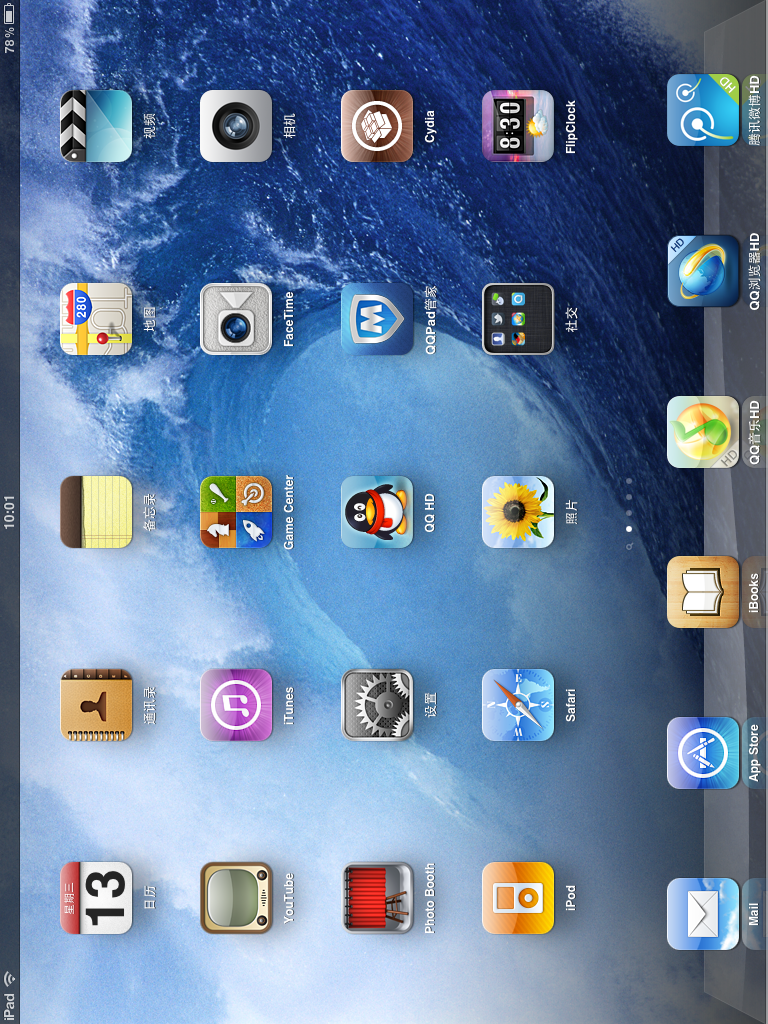 iPad
10:01
78%
星期三
13
日历
通讯录
备忘录
280
地图
视频
YouTube
iTunes
Game Center
FaceTime
相机
Photo Booth
设置
QQ HD
QQPad管家
Cydia
iPod
Safari
照片
社交
8:30
FlipClock
Mail
App Store
iBooks
HD
QQ音乐HD
HD
QQ浏览器HD
HD
腾讯微博HD